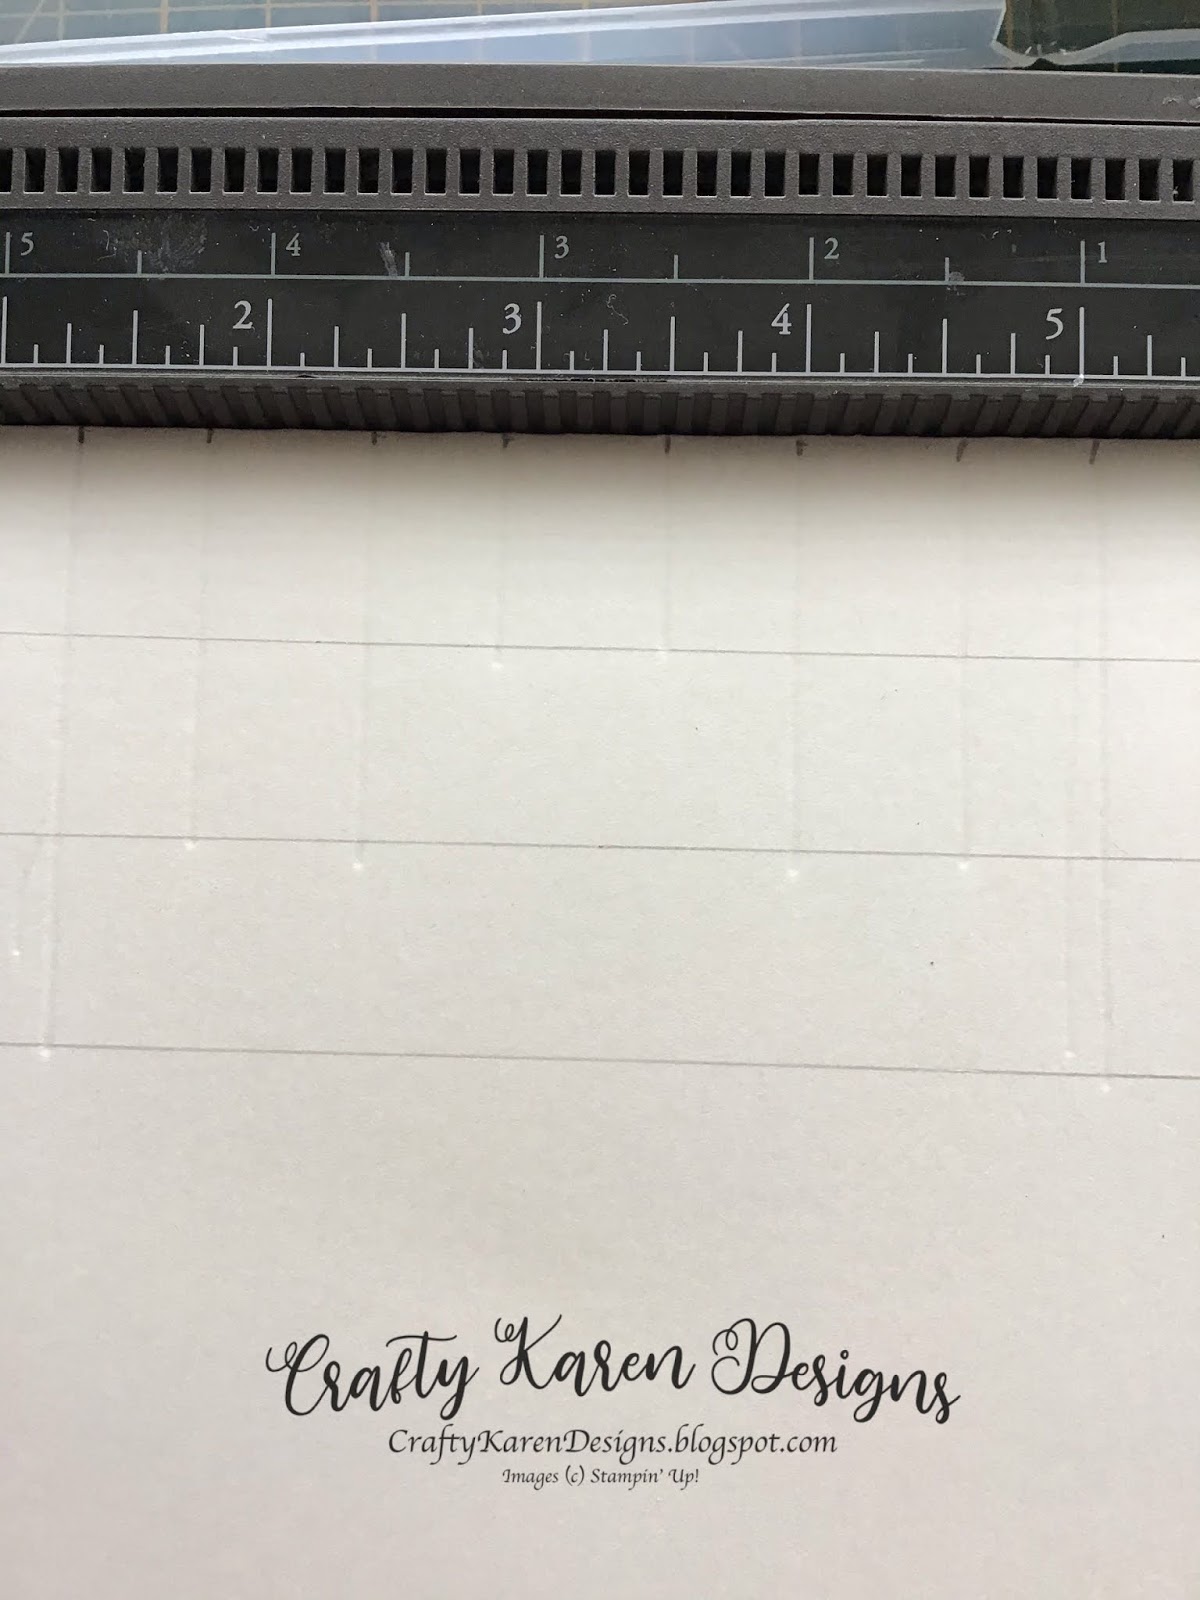 5 4 3 2 1
2 3 4 5
Crafty Karen Designs
CraftyKarenDesigns.blogspot.com
Images (c) Stampin' Up!